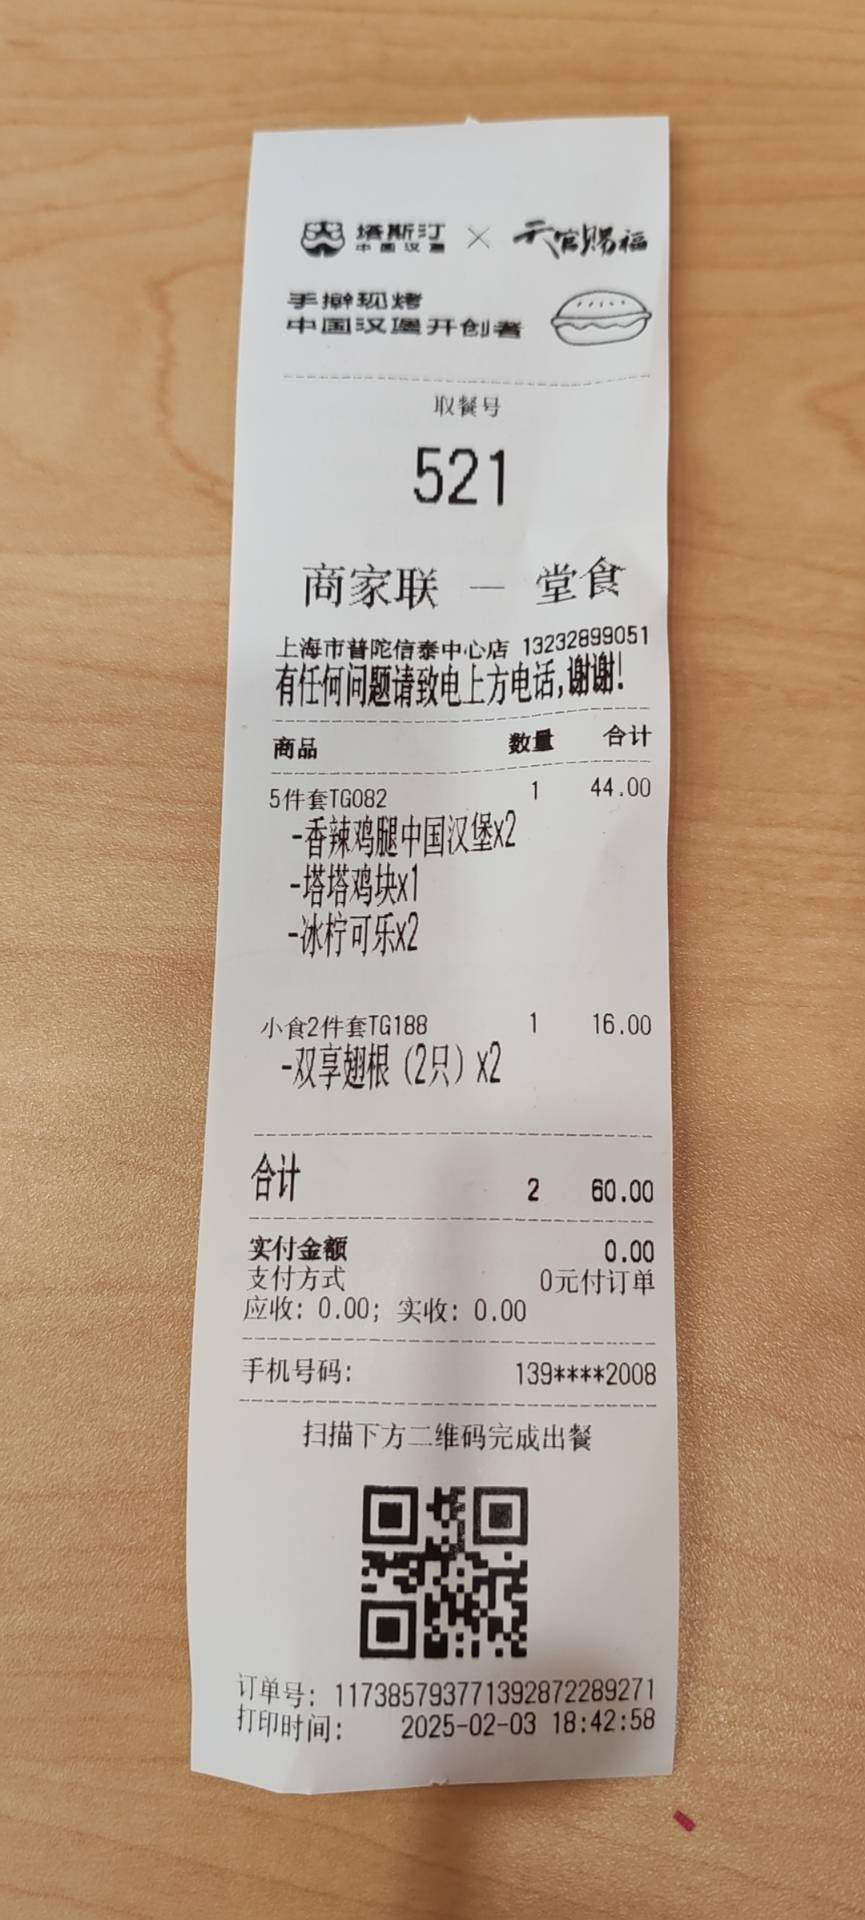 塔斯汀 × 天官赐福
中国汉堡
手擀现烤
中国汉堡开创者
取餐号
521
商家联 — 堂食
上海市普陀信泰中心店 13232899051
有任何问题请致电上方电话,谢谢!
商品 数量 合计
5件套TG082 1 44.00
-香辣鸡腿中国汉堡x2
-塔塔鸡块x1
-冰柠可乐x2
小食2件套TG188 1 16.00
-双享翅根（2只）x2
合计 2 60.00
实付金额 0.00
支付方式 0元付订单
应收: 0.00; 实收: 0.00
手机号码: 139****2008
扫描下方二维码完成出餐
订单号: 1173857937713928722​89271
打印时间: 2025-02-03 18:42:58